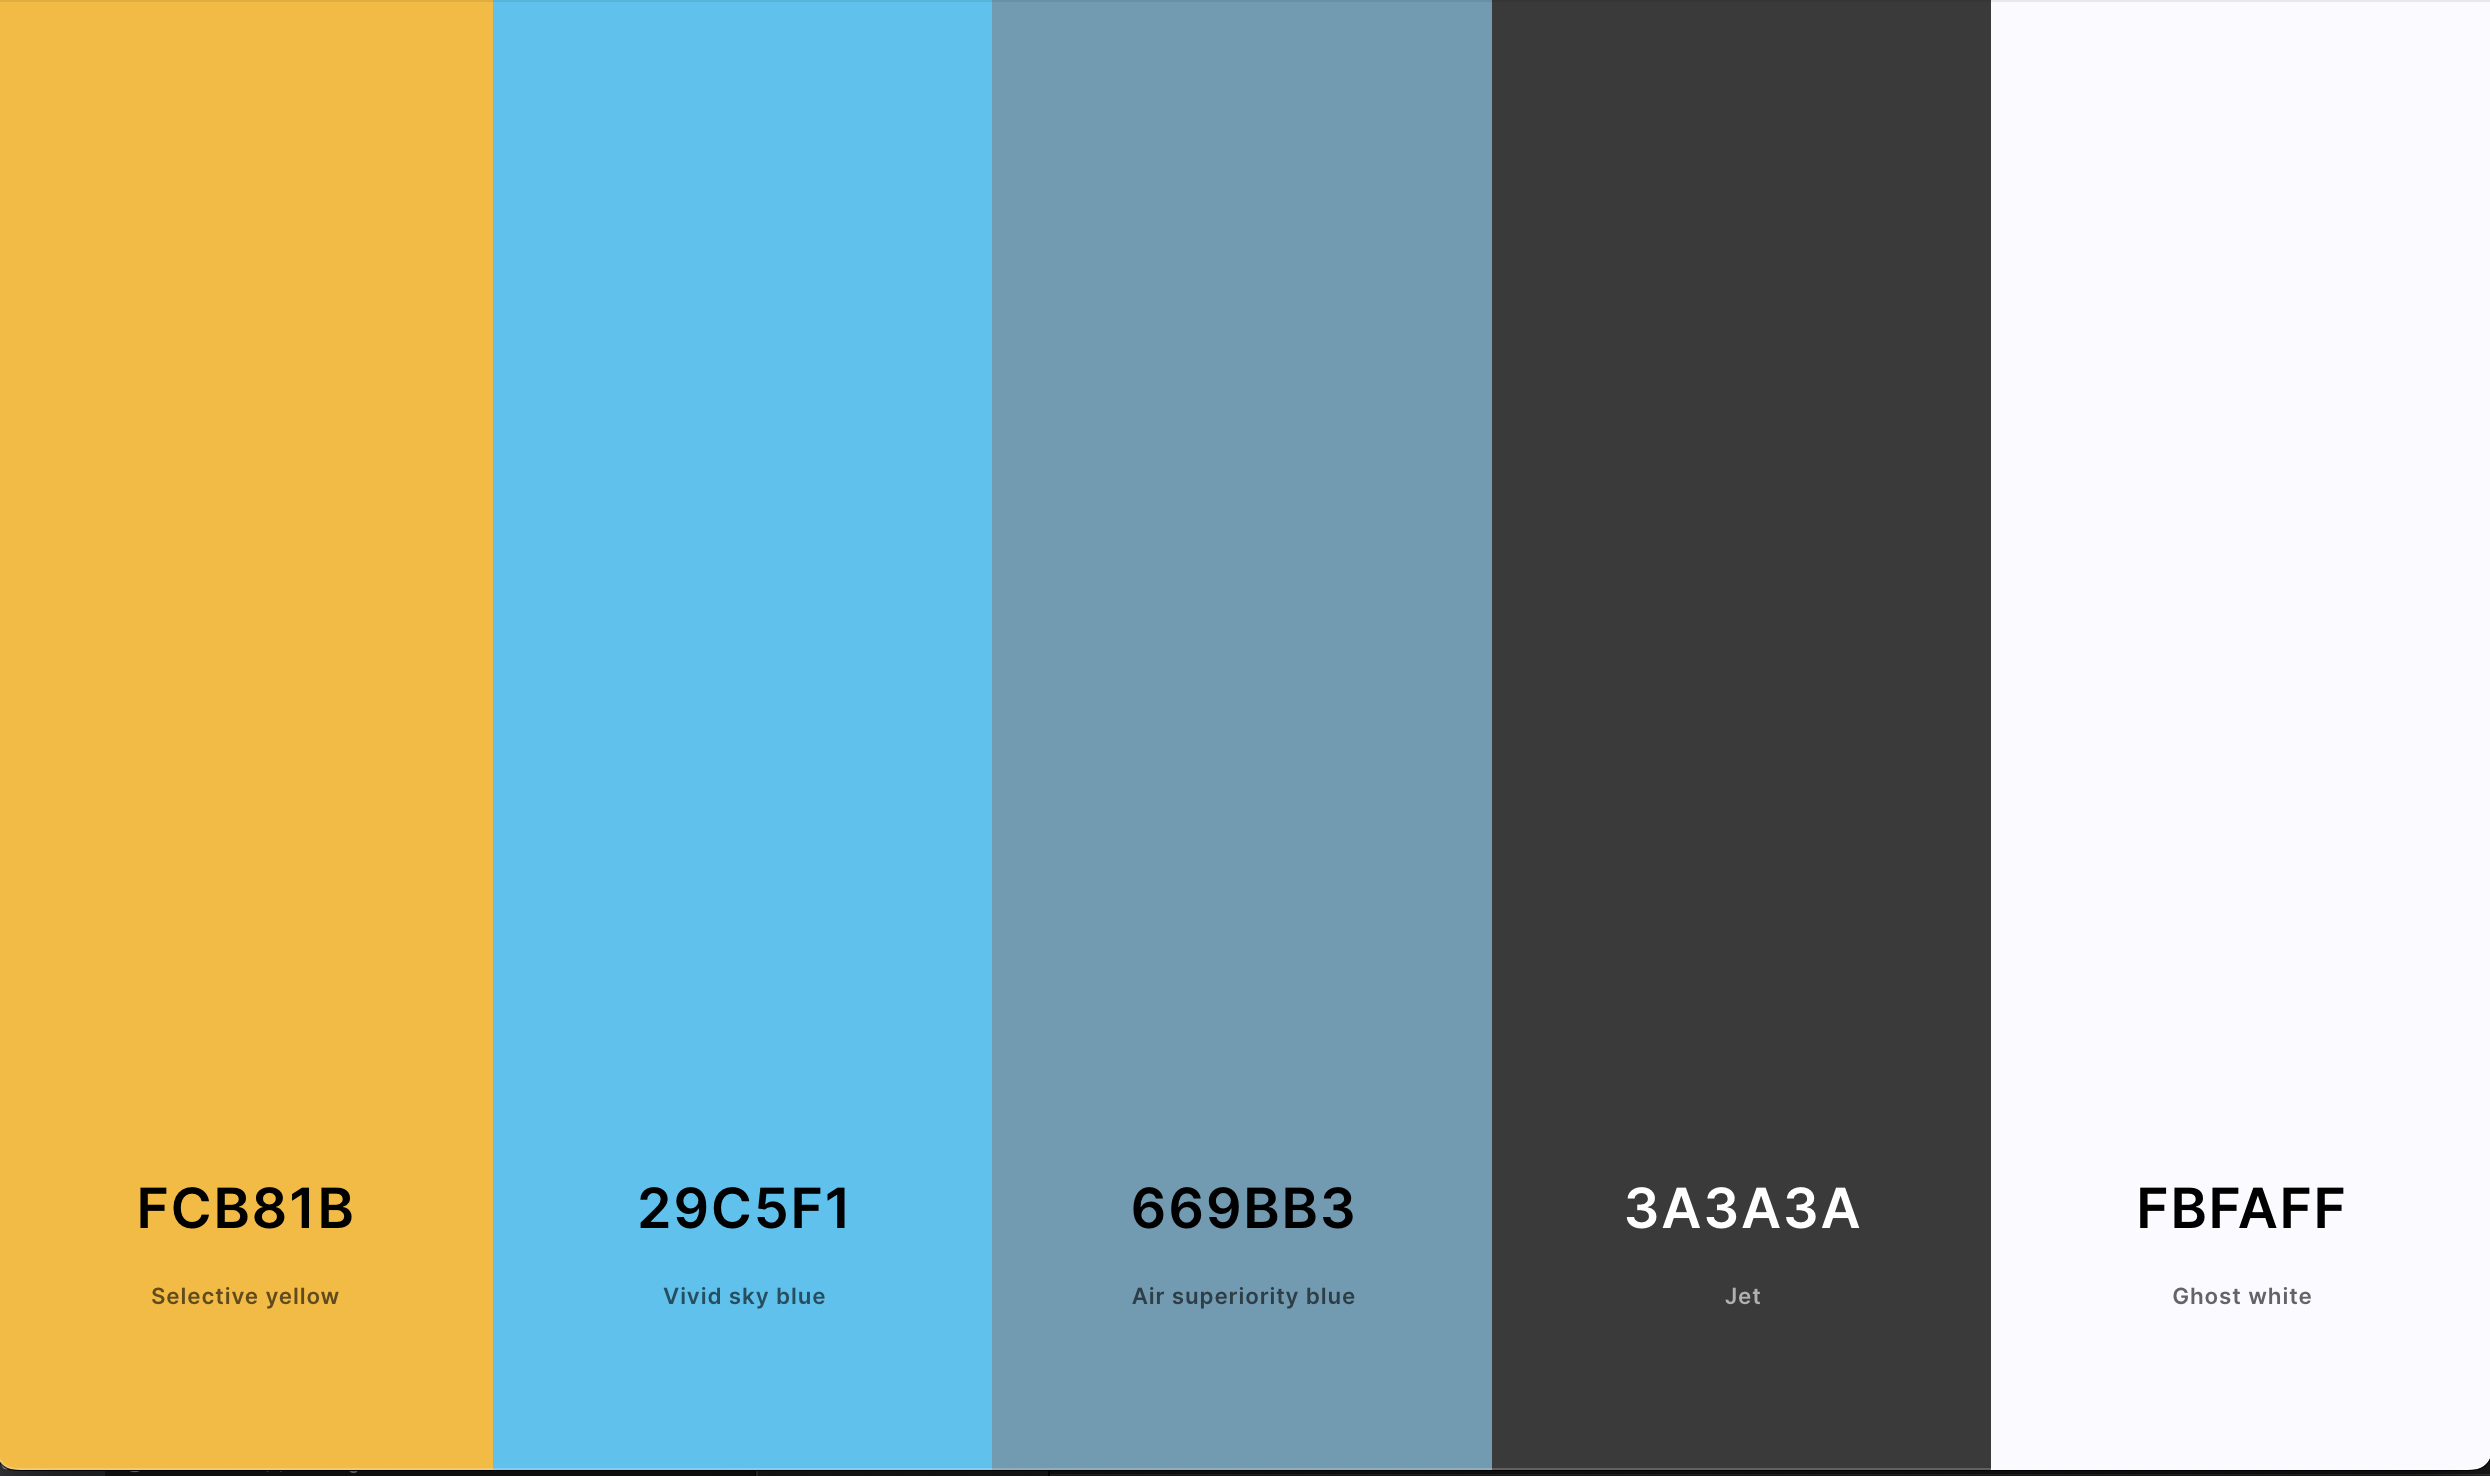 FCB81B
Selective yellow
29C5F1
Vivid sky blue
669BB3
Air superiority blue
3A3A3A
Jet
FBFAFF
Ghost white